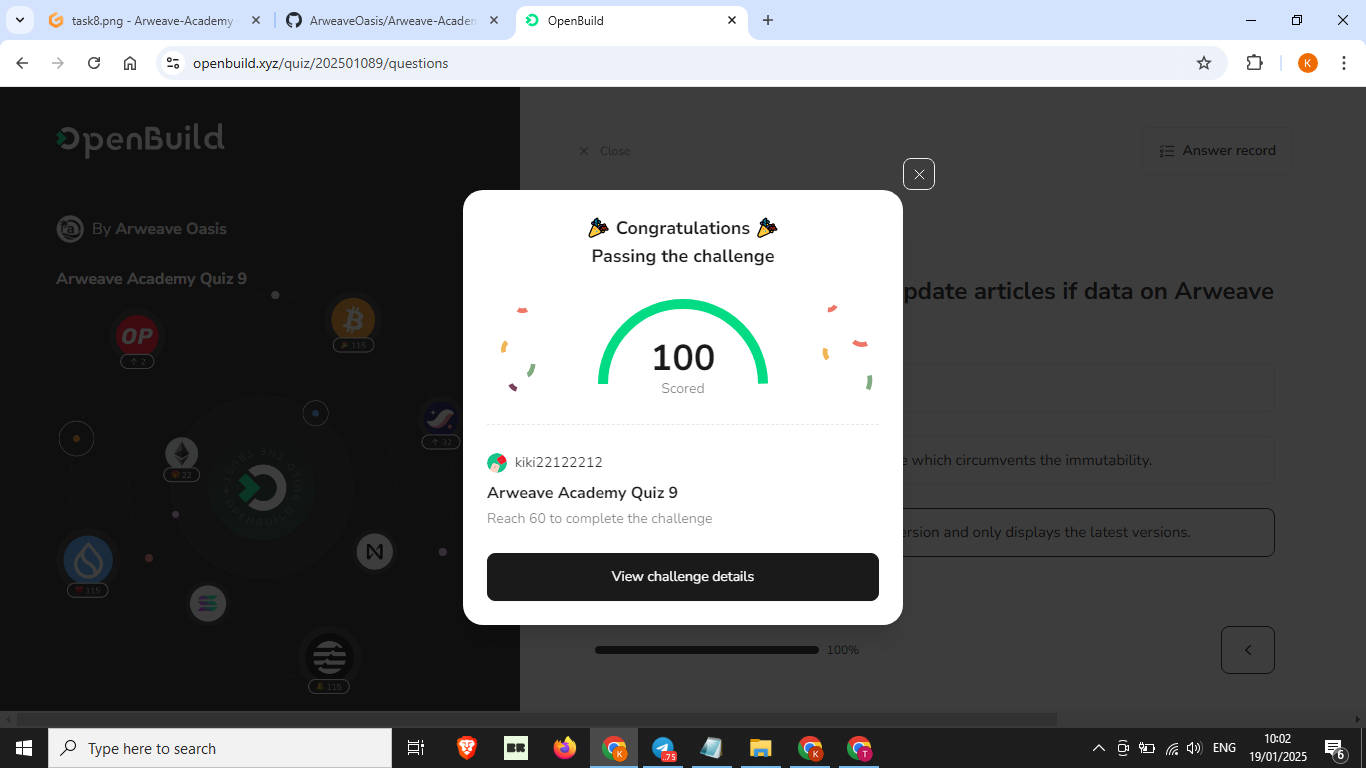 task8.png - Arweave-Academy
ArweaveOasis/Arweave-Academ
OpenBuild
openbuild.xyz/quiz/202501089/questions
K
OpenBuild
Close
Answer record
By Arweave Oasis
Arweave Academy Quiz 9
🎉 Congratulations 🎉
Passing the challenge
pdate articles if data on Arweave
OP
2
115
100
Scored
32
22
which circumvents the immutability.
kiki22122212
Arweave Academy Quiz 9
Reach 60 to complete the challenge
ersion and only displays the latest versions.
115
View challenge details
100%
115
Type here to search
BR
K
.75
K
T
ENG
10:02
19/01/2025
6